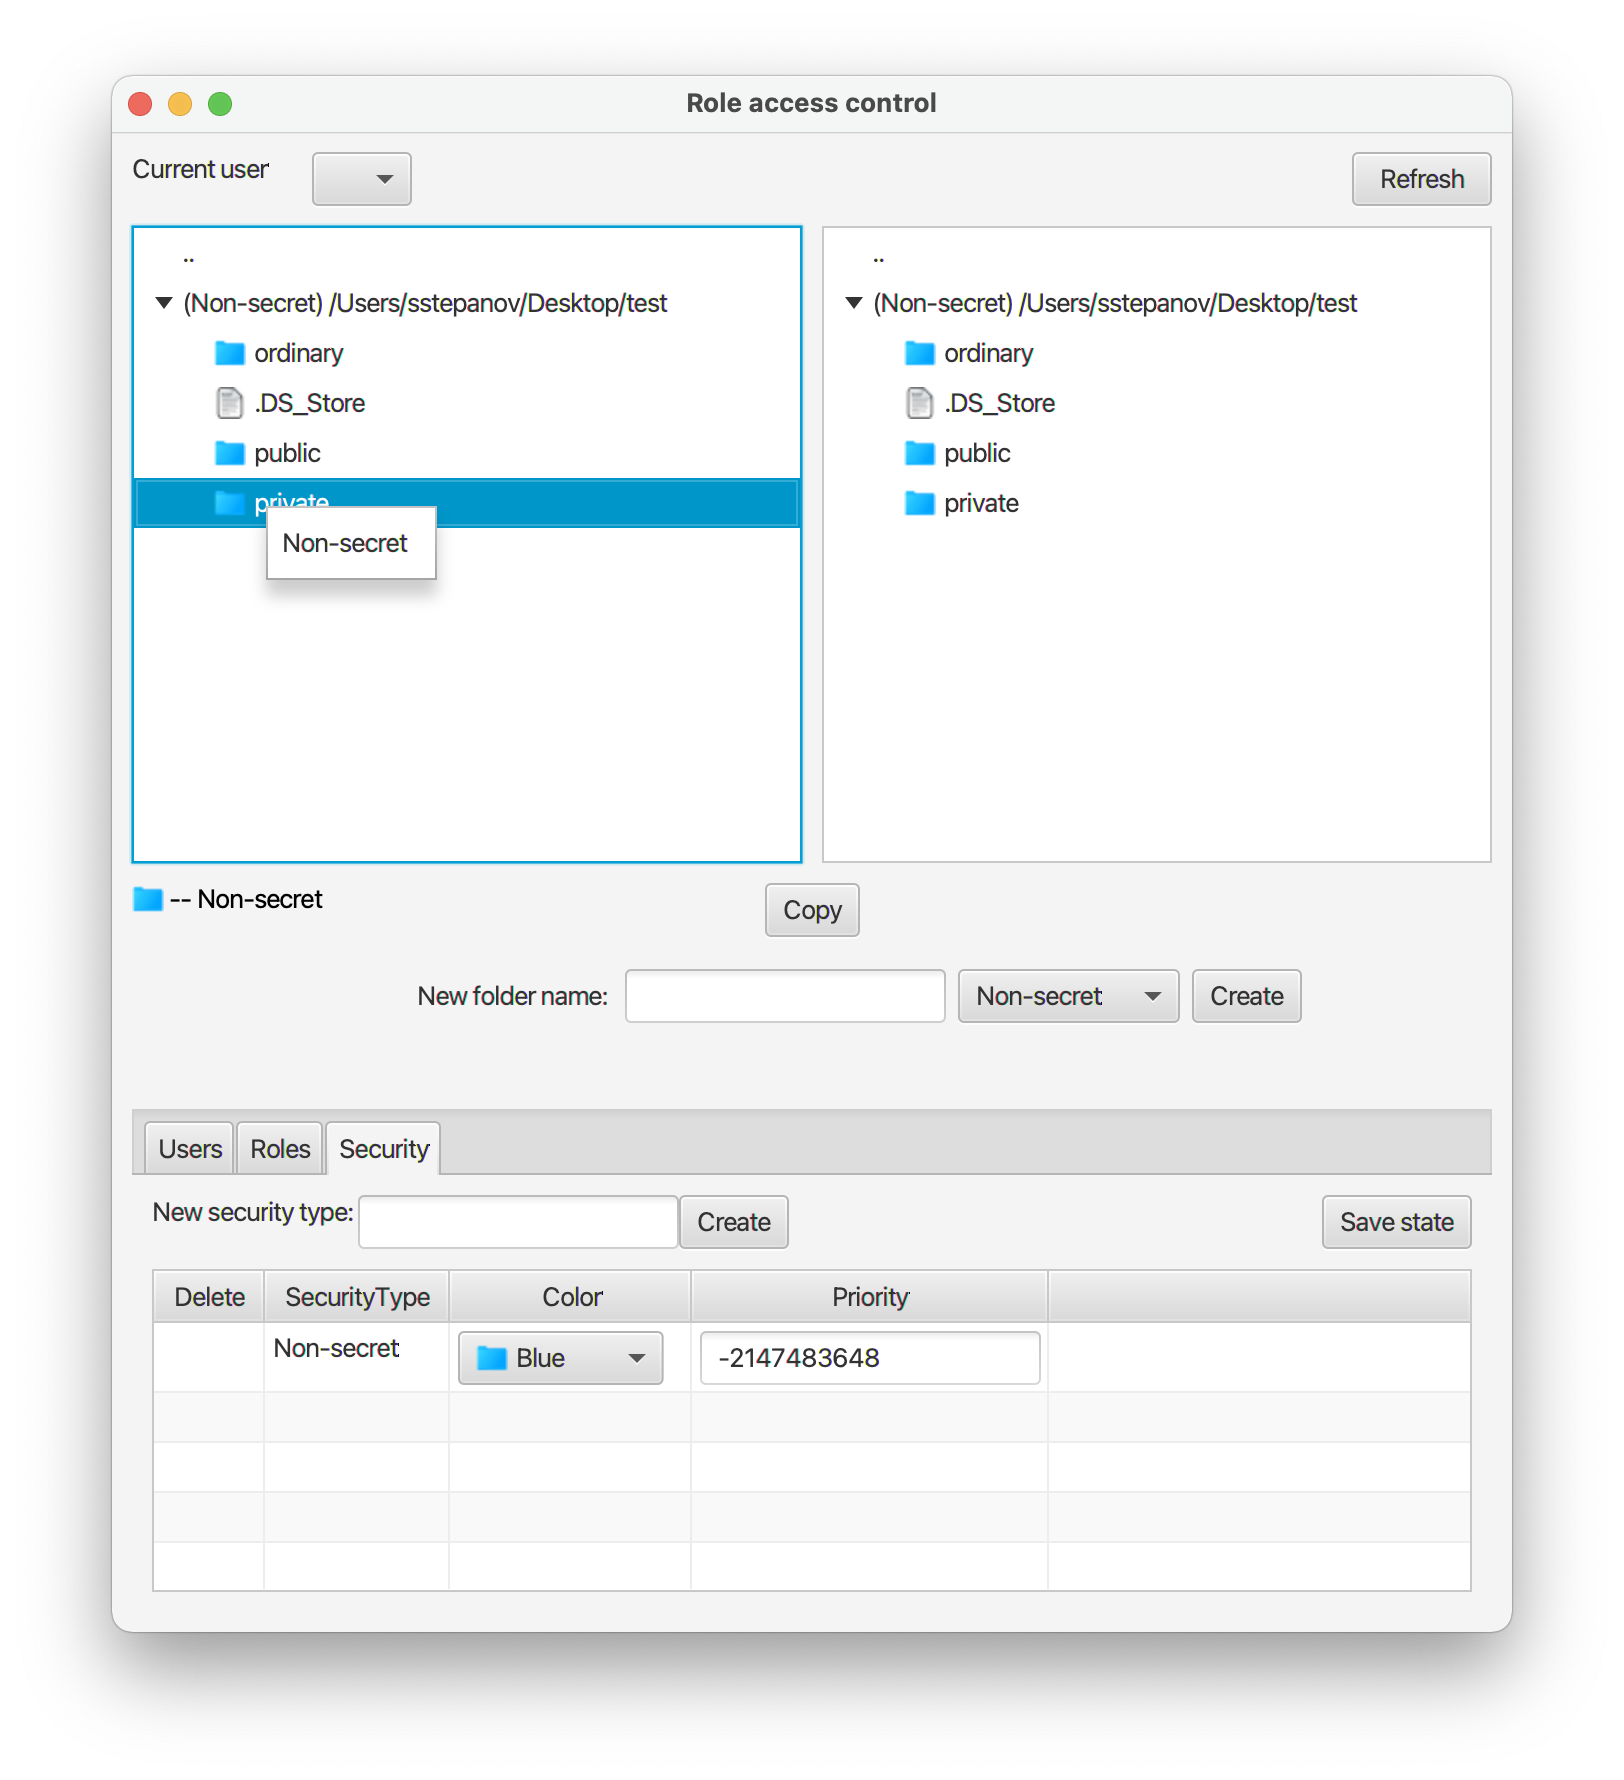 Role access control
Current user
Refresh
..
(Non-secret) /Users/sstepanov/Desktop/test
ordinary
.DS_Store
public
private
Non-secret
..
(Non-secret) /Users/sstepanov/Desktop/test
ordinary
.DS_Store
public
private
-- Non-secret
Copy
New folder name:
Non-secret
Create
Users
Roles
Security
New security type:
Create
Save state
Delete
SecurityType
Color
Priority
Non-secret
Blue
-2147483648